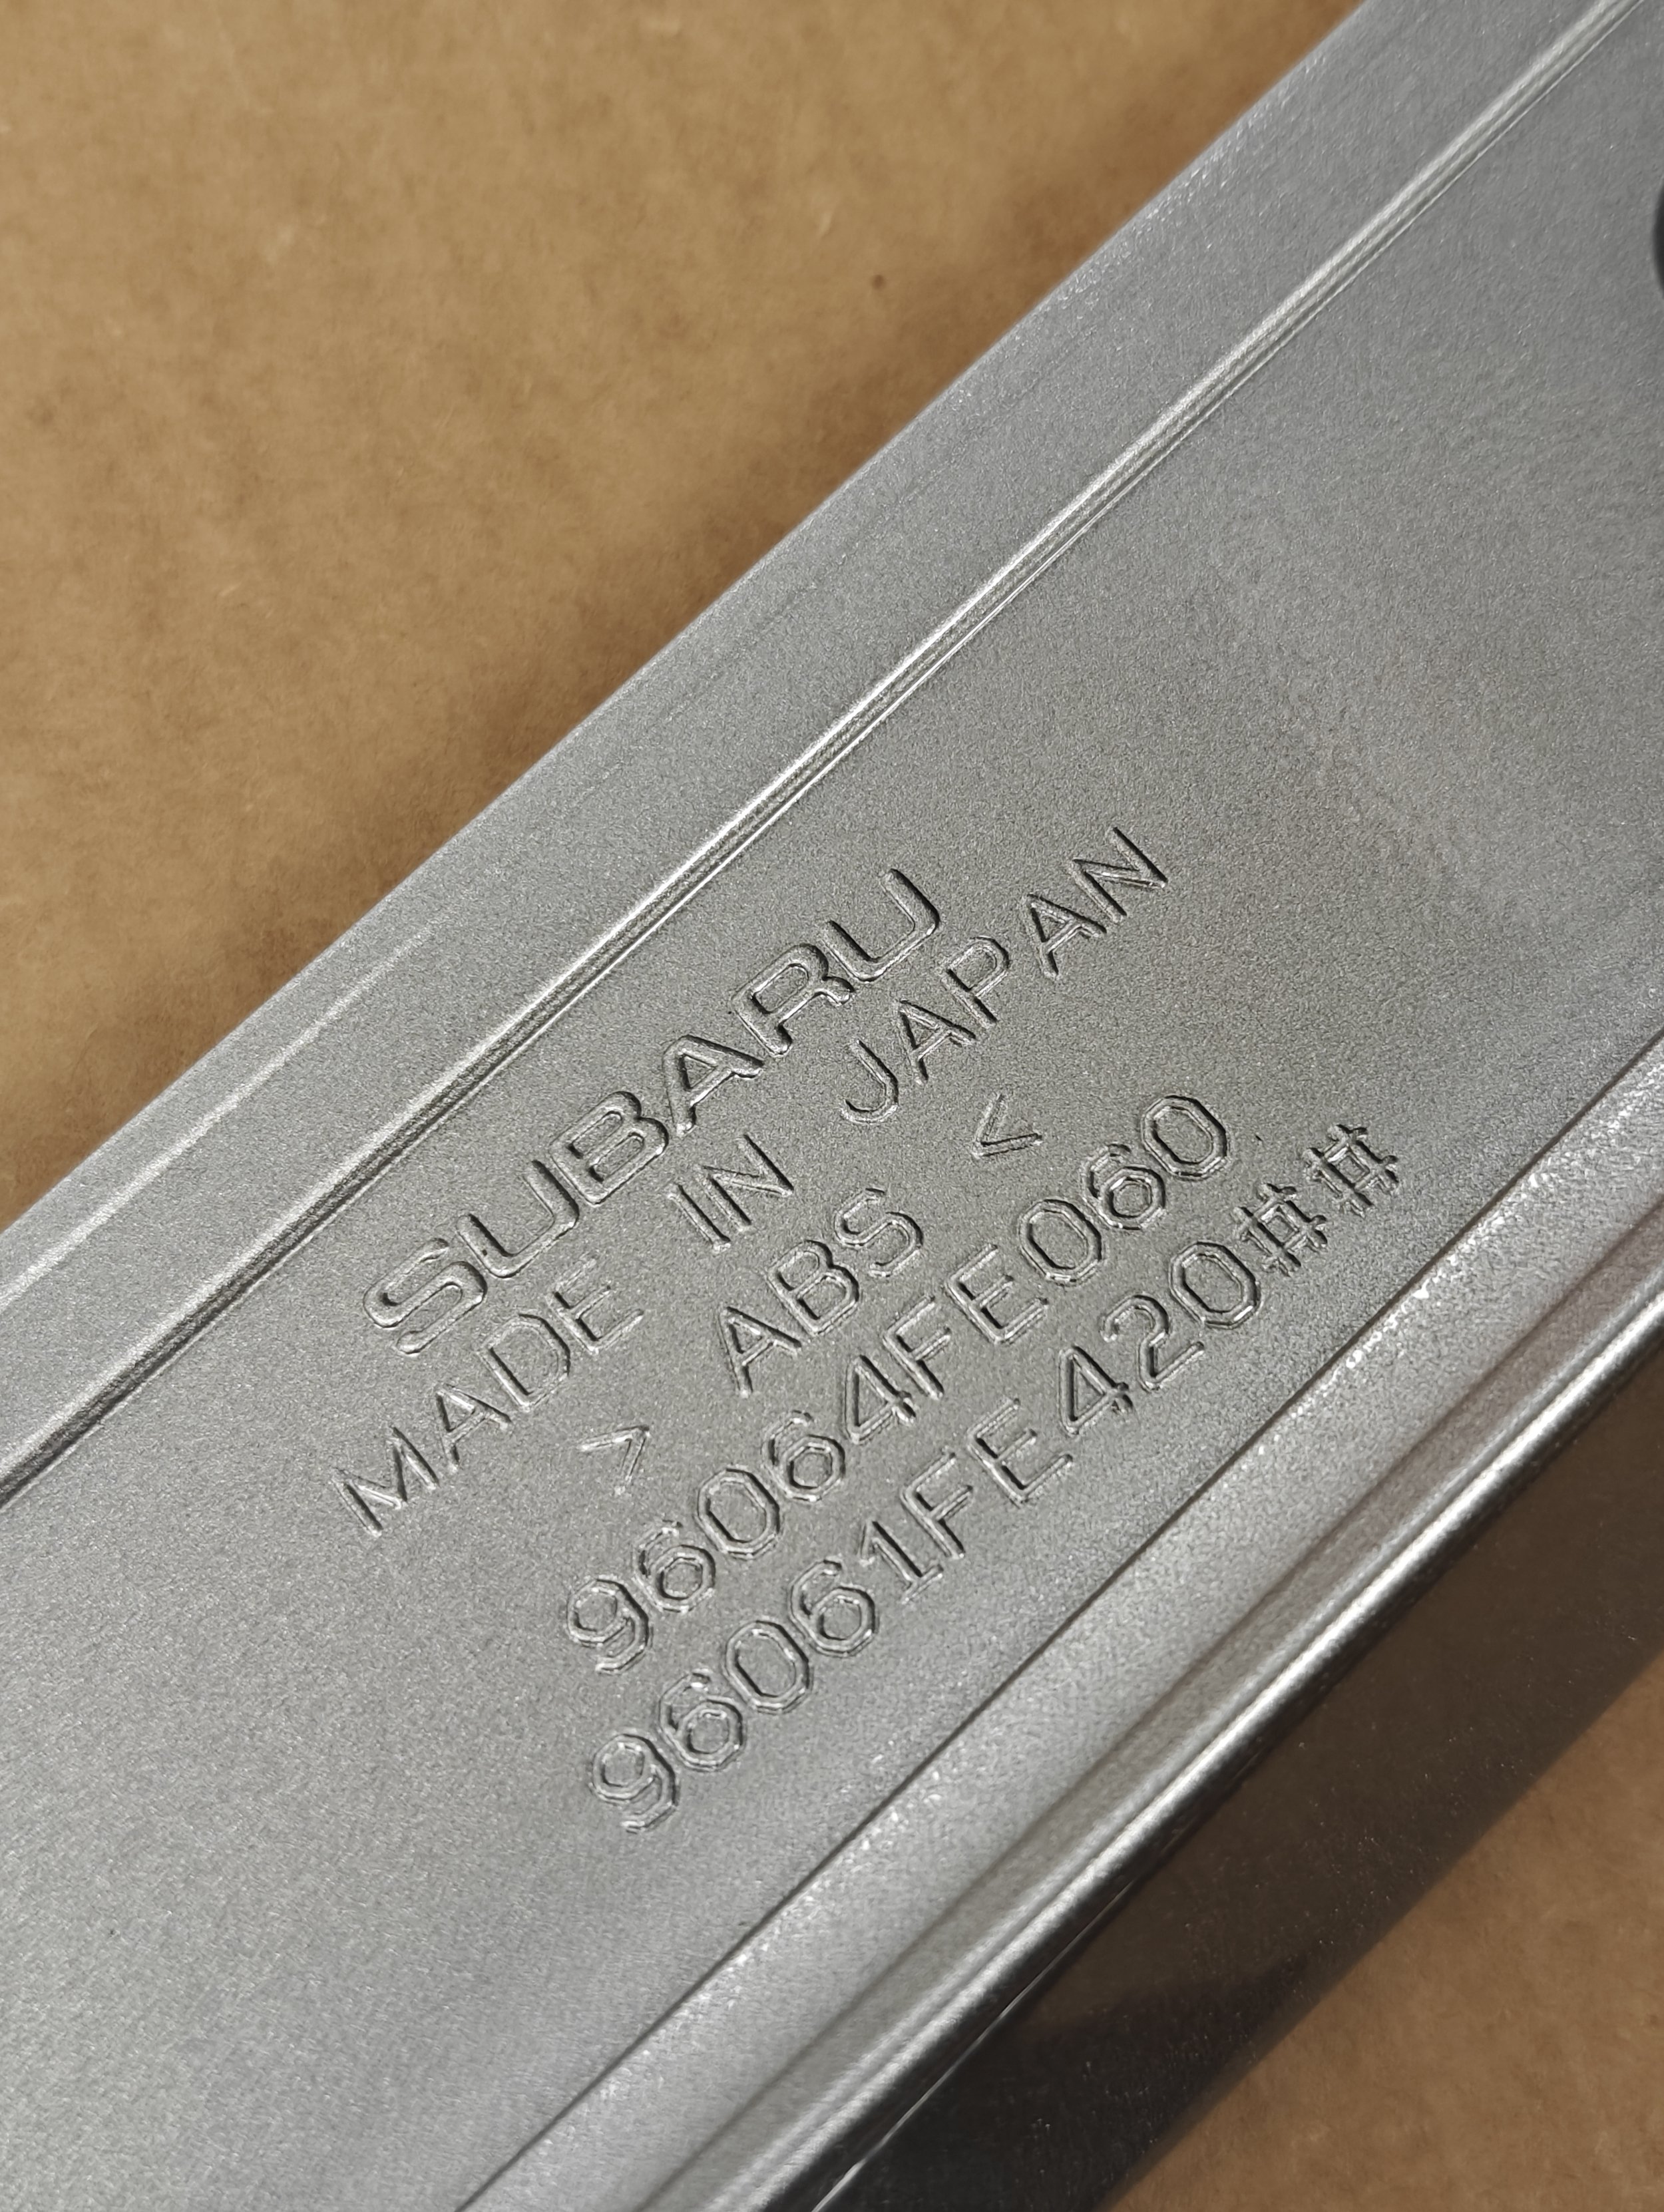 SUBARU
MADE IN JAPAN
> ABS <
96064FE060
96061FE420##